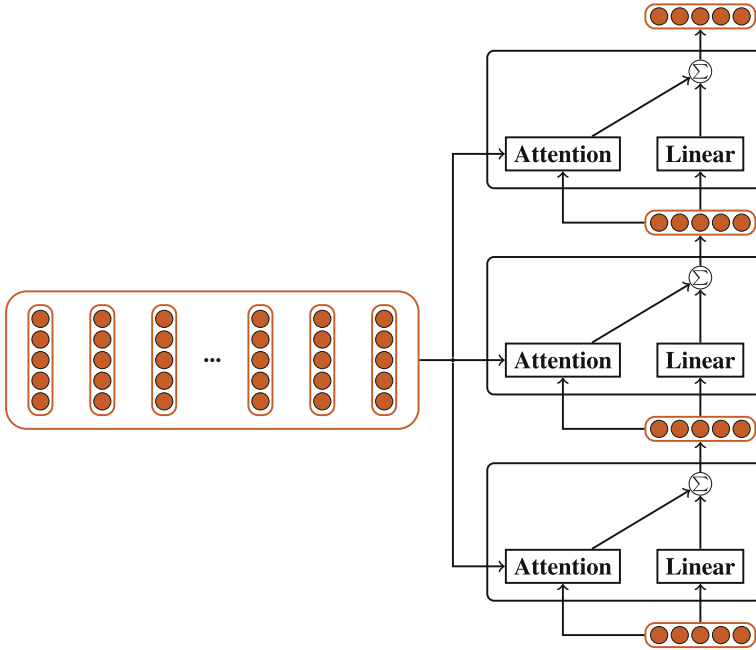 Σ
Attention Linear
Σ
... Attention Linear
Σ
Attention Linear